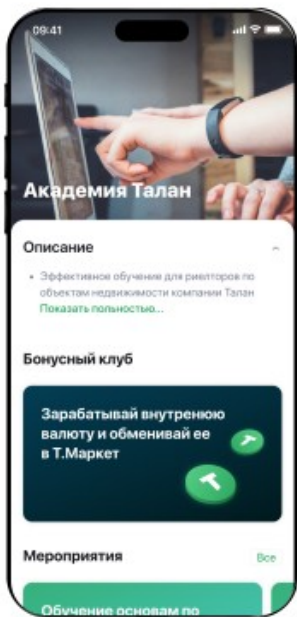 09:41
Академия Талан
Описание
• Эффективное обучение для риелторов по
объектам недвижимости компании Талан
Показать полностью...
Бонусный клуб
Зарабатывай внутреннюю
валюту и обменивай ее
в Т.Маркет
Мероприятия Все
Обучение основам по